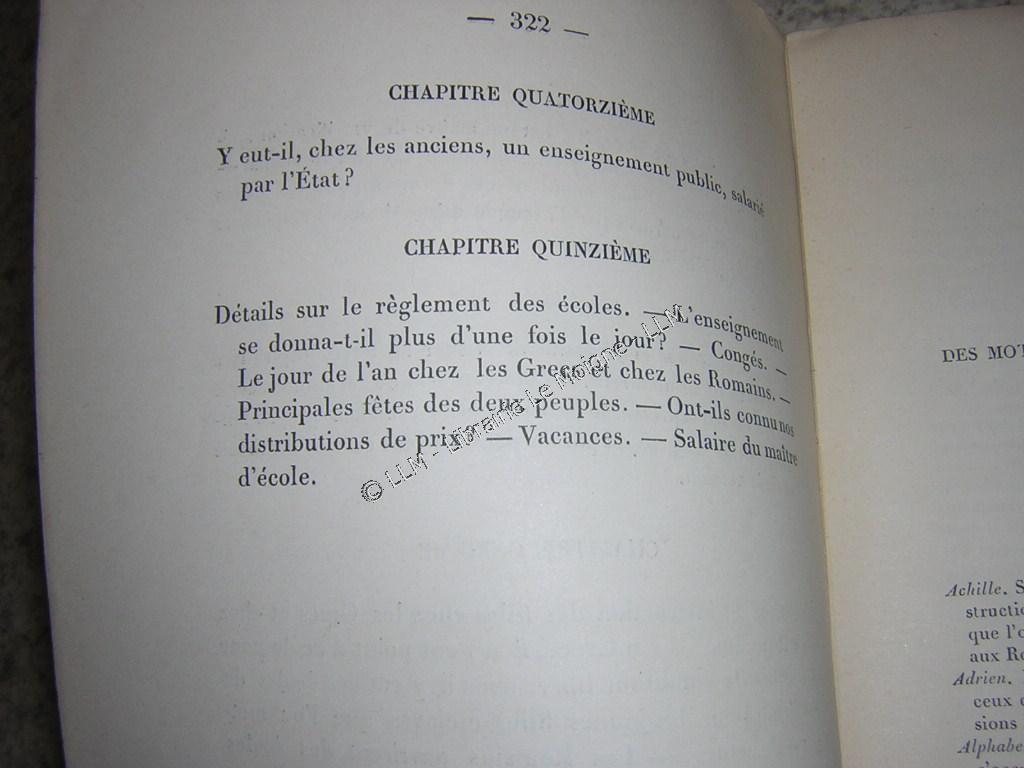 — 322 —
CHAPITRE QUATORZIÈME
Y eut-il, chez les anciens, un enseignement public, salarié
par l'État ?
CHAPITRE QUINZIÈME
Détails sur le règlement des écoles. — L'enseignement
se donna-t-il plus d'une fois le jour? — Congés. —
Le jour de l'an chez les Grecs et chez les Romains. —
Principales fêtes des deux peuples. — Ont-ils connu nos
distributions de prix? — Vacances. — Salaire du maître
d'école.
© LLM - Librairie Le Moigne - LLM
DES MOT
Achille. S
structio
que l'o
aux Ro
Adrien.
ceux
sions
Alphabe